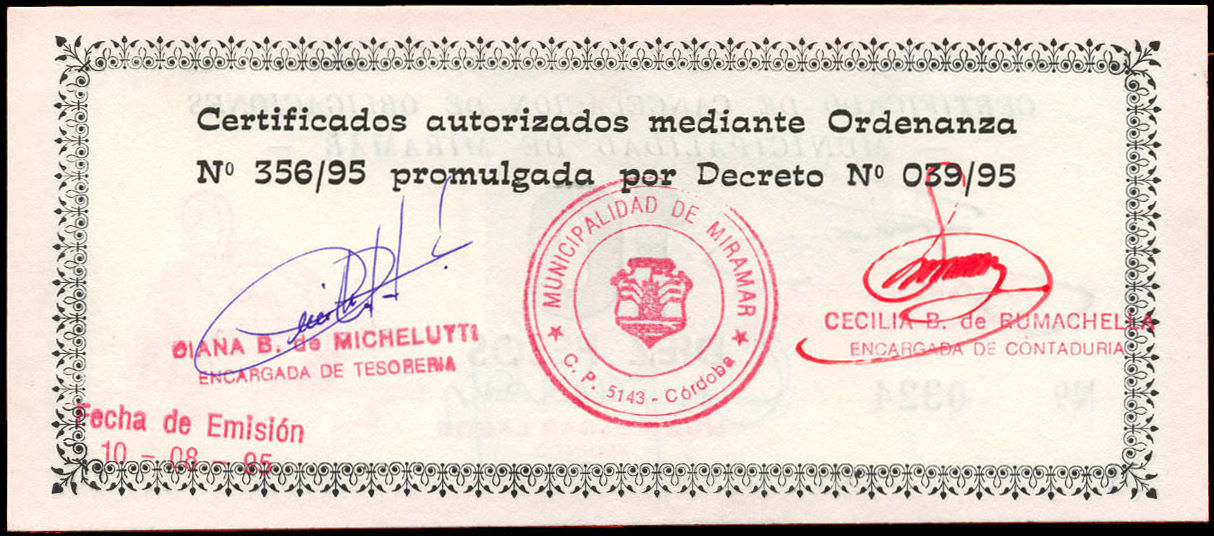 Certificados autorizados mediante Ordenanza
Nº 356/95 promulgada por Decreto Nº 039/95
MUNICIPALIDAD DE MIRAMAR
★ C. P. 5143 - Córdoba ★
DIANA B. de MICHELUTTI
ENCARGADA DE TESORERIA
CECILIA B. de RUMACHELLA
ENCARGADA DE CONTADURIA
Fecha de Emisión
10 - 08 - 95